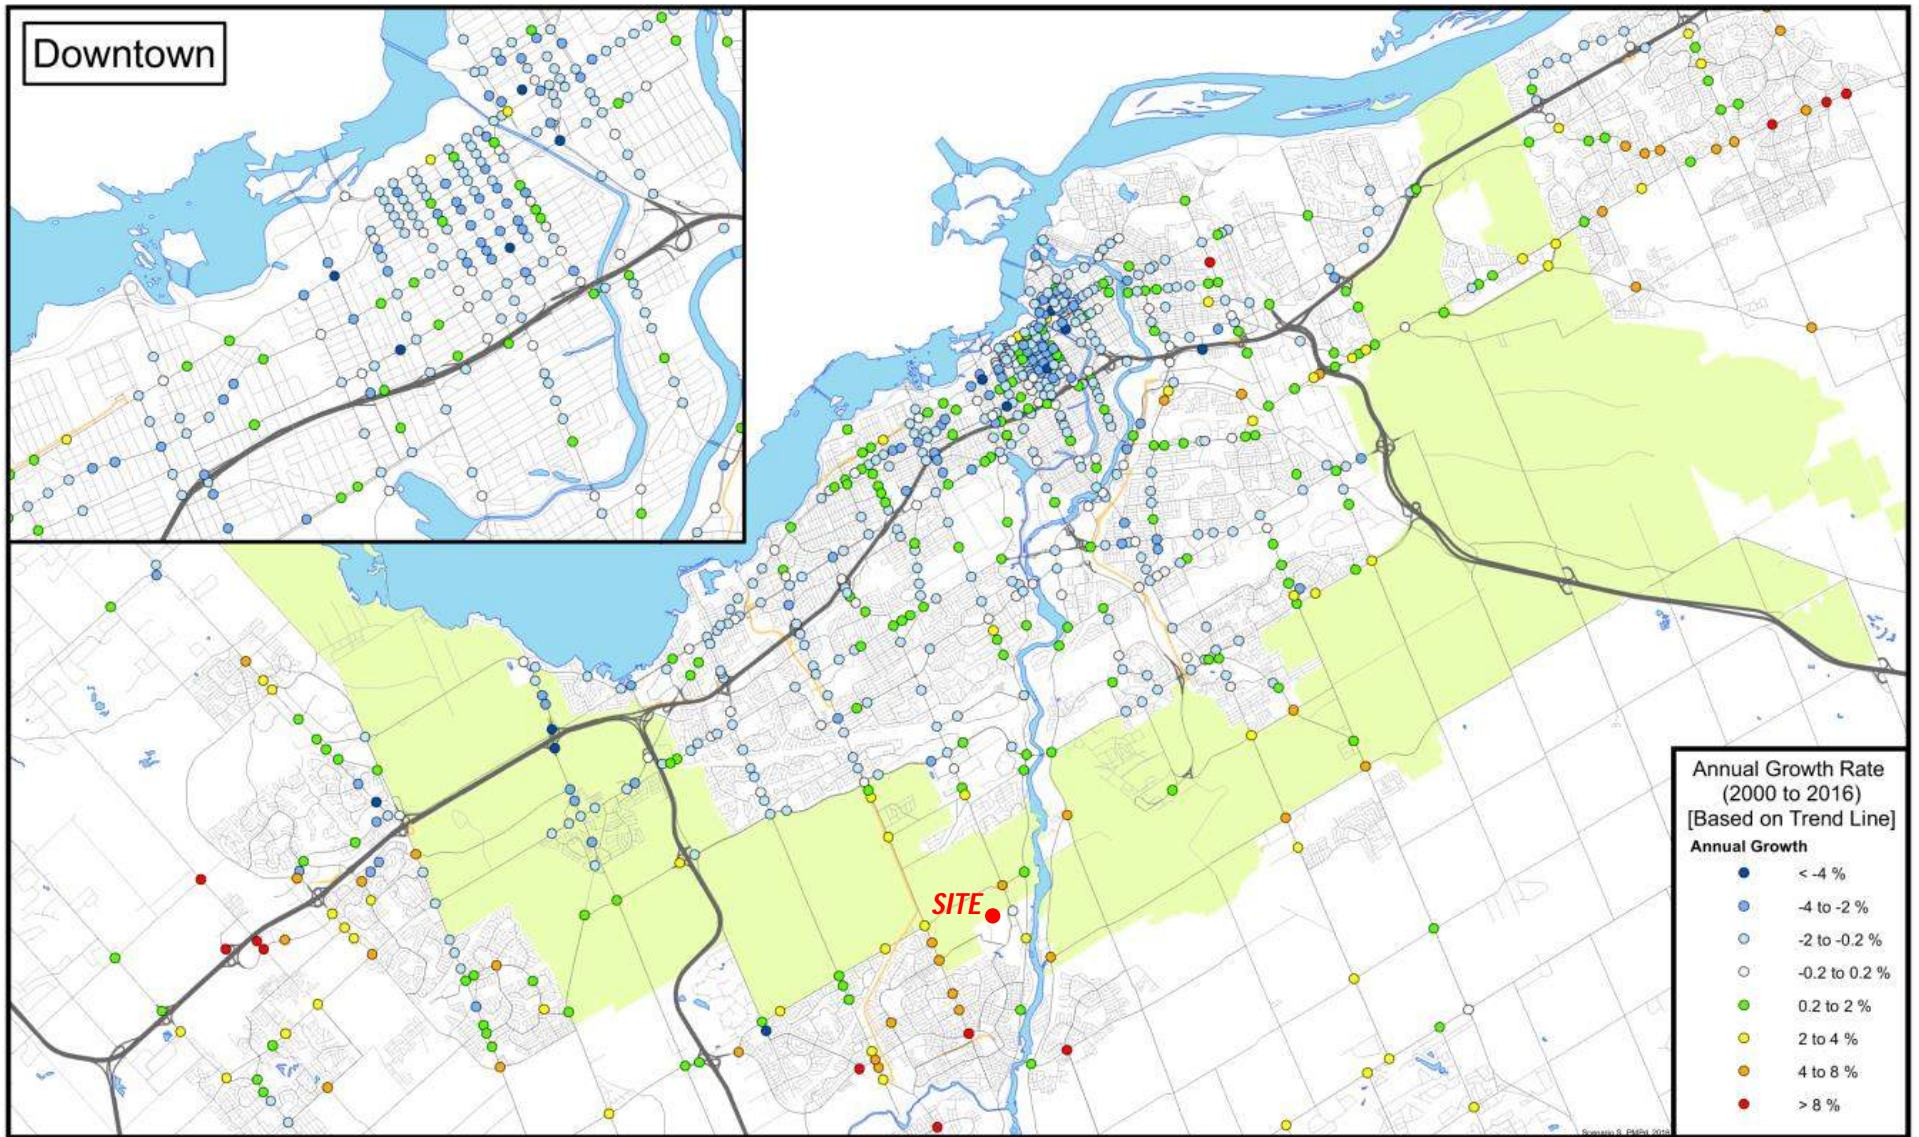 Downtown
SITE
Annual Growth Rate
(2000 to 2016)
[Based on Trend Line]
Annual Growth
< -4 %
-4 to -2 %
-2 to -0.2 %
-0.2 to 0.2 %
0.2 to 2 %
2 to 4 %
4 to 8 %
> 8 %